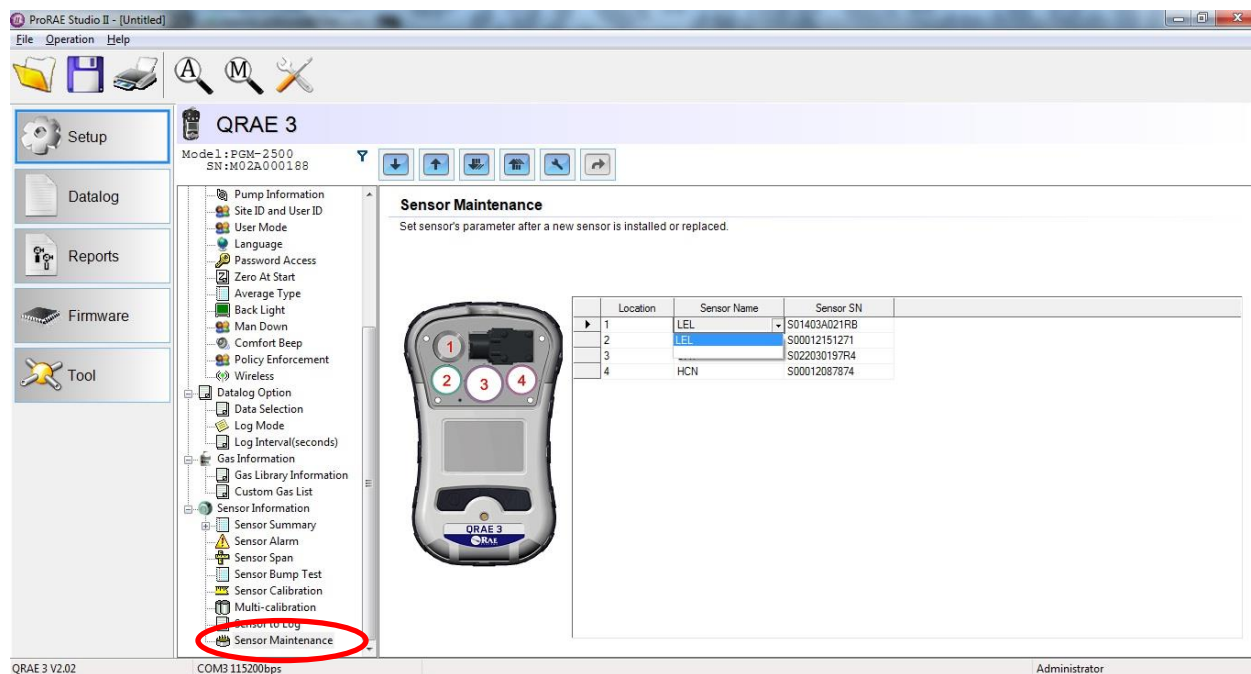 ProRAE Studio II - [Untitled]
File Operation Help
A M
Setup
Datalog
Reports
Firmware
Tool
QRAE 3
Model:PGM-2500
SN:M02A000188
Pump Information
Site ID and User ID
User Mode
Language
Password Access
Zero At Start
Average Type
Back Light
Man Down
Comfort Beep
Policy Enforcement
Wireless
Datalog Option
Data Selection
Log Mode
Log Interval(seconds)
Gas Information
Gas Library Information
Custom Gas List
Sensor Information
Sensor Summary
Sensor Alarm
Sensor Span
Sensor Bump Test
Sensor Calibration
Multi-calibration
Sensor to Log
Sensor Maintenance
Sensor Maintenance
Set sensor's parameter after a new sensor is installed or replaced.
1
2 3 4
QRAE 3
RAE
Location Sensor Name Sensor SN
1 LEL S01403A021RB
2 LEL S00012151271
3 S022030197R4
4 HCN S00012087874
QRAE 3 V2.02 COM3 115200bps Administrator